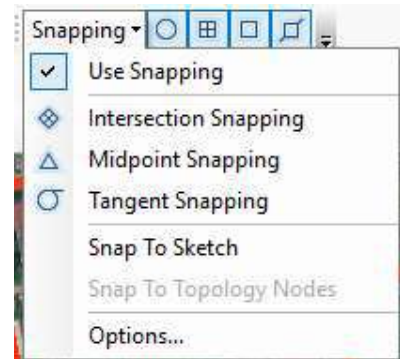 Snapping
Use Snapping
Intersection Snapping
Midpoint Snapping
Tangent Snapping
Snap To Sketch
Snap To Topology Nodes
Options...